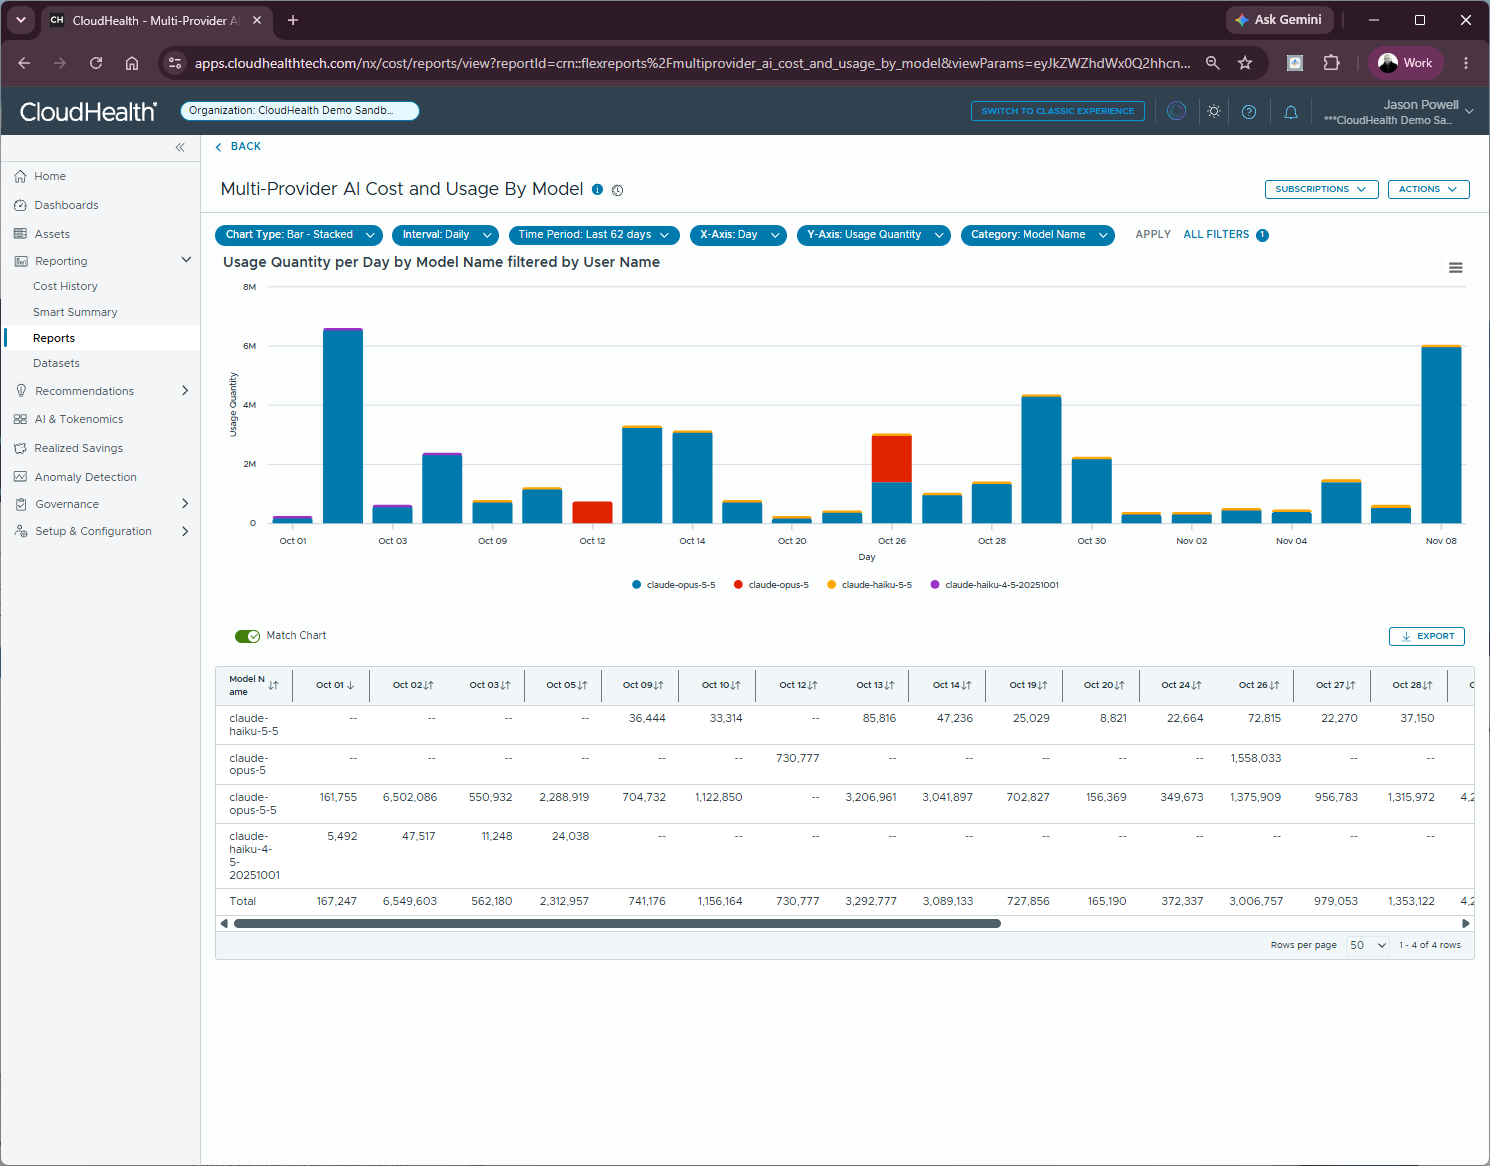 CH CloudHealth - Multi-Provider A
Ask Gemini
apps.cloudhealthtech.com/nx/cost/reports/view?reportId=crn::flexreports%2Fmultiprovider_ai_cost_and_usage_by_model&viewParams=eyJkZWZhdWx0Q2hhcn...
Work
CloudHealth
Organization: CloudHealth Demo Sandb...
SWITCH TO CLASSIC EXPERIENCE
Jason Powell
***CloudHealth Demo Sa...
Home
Dashboards
Assets
Reporting
Cost History
Smart Summary
Reports
Datasets
Recommendations
AI & Tokenomics
Realized Savings
Anomaly Detection
Governance
Setup & Configuration
BACK
Multi-Provider AI Cost and Usage By Model
SUBSCRIPTIONS
ACTIONS
Chart Type: Bar - Stacked
Interval: Daily
Time Period: Last 62 days
X-Axis: Day
Y-Axis: Usage Quantity
Category: Model Name
APPLY
ALL FILTERS 1
Usage Quantity per Day by Model Name filtered by User Name
8M
6M
4M
2M
0
Usage Quantity
Oct 01 Oct 03 Oct 09 Oct 12 Oct 14 Oct 20 Oct 26 Oct 28 Oct 30 Nov 02 Nov 04 Nov 08
Day
claude-opus-5-5 claude-opus-5 claude-haiku-5-5 claude-haiku-4-5-20251001
Match Chart
EXPORT
Model N
ame
Oct 01 Oct 02 Oct 03 Oct 05 Oct 09 Oct 10 Oct 12 Oct 13 Oct 14 Oct 19 Oct 20 Oct 24 Oct 26 Oct 27 Oct 28
claude-
haiku-5-5
-- -- -- -- 36,444 33,314 -- 85,816 47,236 25,029 8,821 22,664 72,815 22,270 37,150
claude-
opus-5
-- -- -- -- -- -- 730,777 -- -- -- -- -- 1,558,033 -- --
claude-
opus-5-5
161,755 6,502,086 550,932 2,288,919 704,732 1,122,850 -- 3,206,961 3,041,897 702,827 156,369 349,673 1,375,909 956,783 1,315,972 4,2
claude-
haiku-4-
5-
20251001
5,492 47,517 11,248 24,038 -- -- -- -- -- -- -- -- -- -- --
Total 167,247 6,549,603 562,180 2,312,957 741,176 1,156,164 730,777 3,292,777 3,089,133 727,856 165,190 372,337 3,006,757 979,053 1,353,122 4,2
Rows per page 50 1 - 4 of 4 rows